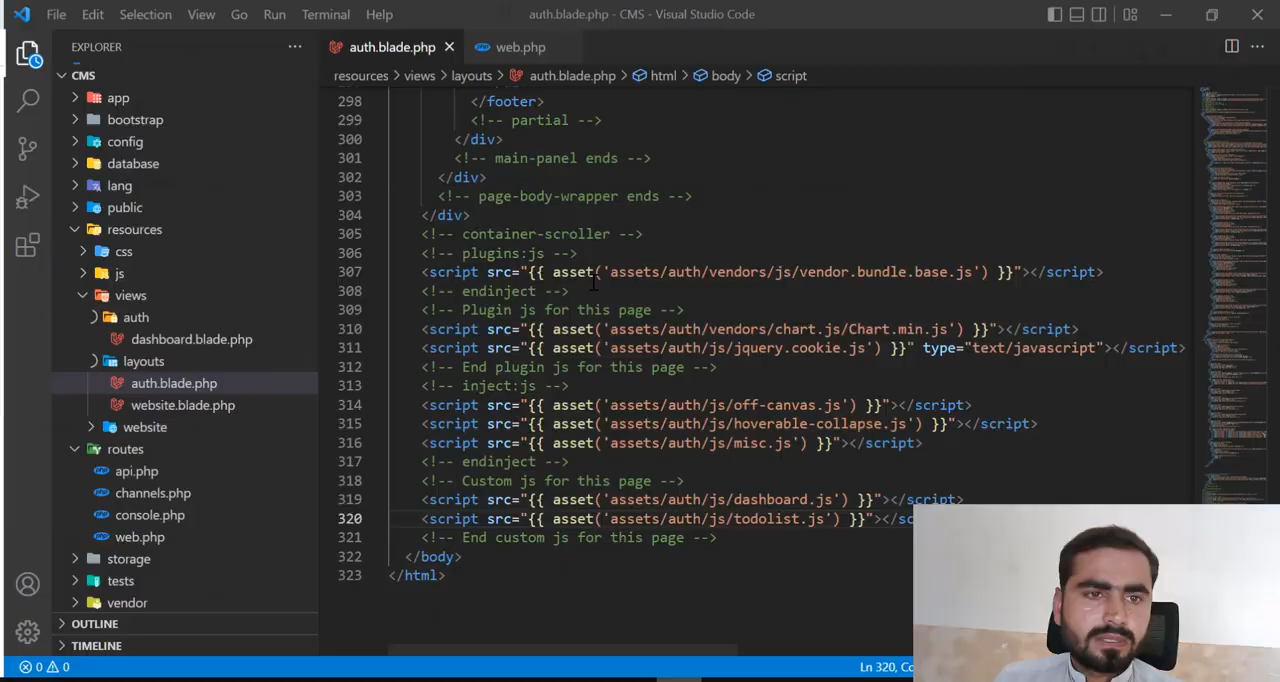 File Edit Selection View Go Run Terminal Help auth.blade.php - CMS - Visual Studio Code
EXPLORER
CMS
app
bootstrap
config
database
lang
public
resources
css
js
views
auth
dashboard.blade.php
layouts
auth.blade.php
website.blade.php
website
routes
api.php
channels.php
console.php
web.php
storage
tests
vendor
OUTLINE
TIMELINE
auth.blade.php web.php
resources > views > layouts > auth.blade.php > html > body > script
298 </footer>
299 <!-- partial -->
300 </div>
301 <!-- main-panel ends -->
302 </div>
303 <!-- page-body-wrapper ends -->
304 </div>
305 <!-- container-scroller -->
306 <!-- plugins:js -->
307 <script src="{{ asset('assets/auth/vendors/js/vendor.bundle.base.js') }}"></script>
308 <!-- endinject -->
309 <!-- Plugin js for this page -->
310 <script src="{{ asset('assets/auth/vendors/chart.js/Chart.min.js') }}"></script>
311 <script src="{{ asset('assets/auth/js/jquery.cookie.js') }}" type="text/javascript"></script>
312 <!-- End plugin js for this page -->
313 <!-- inject:js -->
314 <script src="{{ asset('assets/auth/js/off-canvas.js') }}"></script>
315 <script src="{{ asset('assets/auth/js/hoverable-collapse.js') }}"></script>
316 <script src="{{ asset('assets/auth/js/misc.js') }}"></script>
317 <!-- endinject -->
318 <!-- Custom js for this page -->
319 <script src="{{ asset('assets/auth/js/dashboard.js') }}"></script>
320 <script src="{{ asset('assets/auth/js/todolist.js') }}"></sc
321 <!-- End custom js for this page -->
322 </body>
323 </html>
0 0 Ln 320, Co